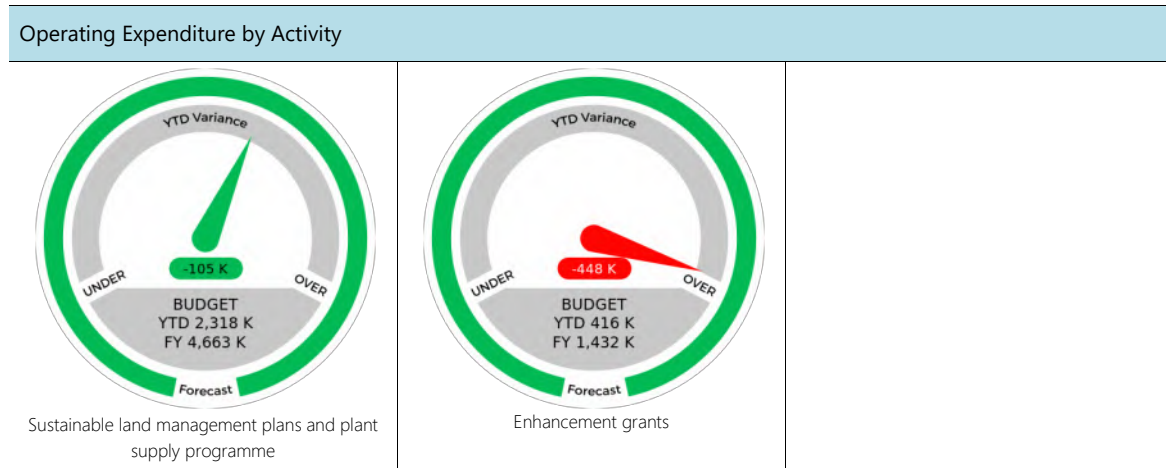 Operating Expenditure by Activity
YTD Variance
-105 K
UNDER
OVER
BUDGET
YTD 2,318 K
FY 4,663 K
Forecast
Sustainable land management plans and plant
supply programme
YTD Variance
-448 K
UNDER
OVER
BUDGET
YTD 416 K
FY 1,432 K
Forecast
Enhancement grants